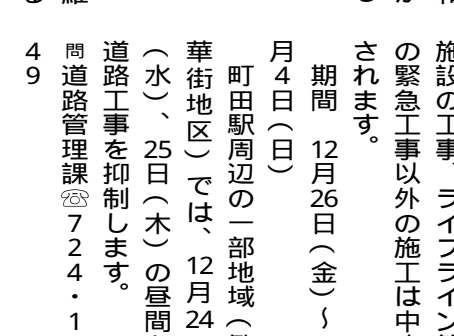 施設の工事、ライフライン
の緊急工事以外の施工は中
されます。
期間 12月26日(金)〜
月4日(日)
町田駅周辺の一部地域(
華街地区)では、12月24
(水)、25日(木)の昼間
道路工事を抑制します。
問道路管理課☏724・1
49